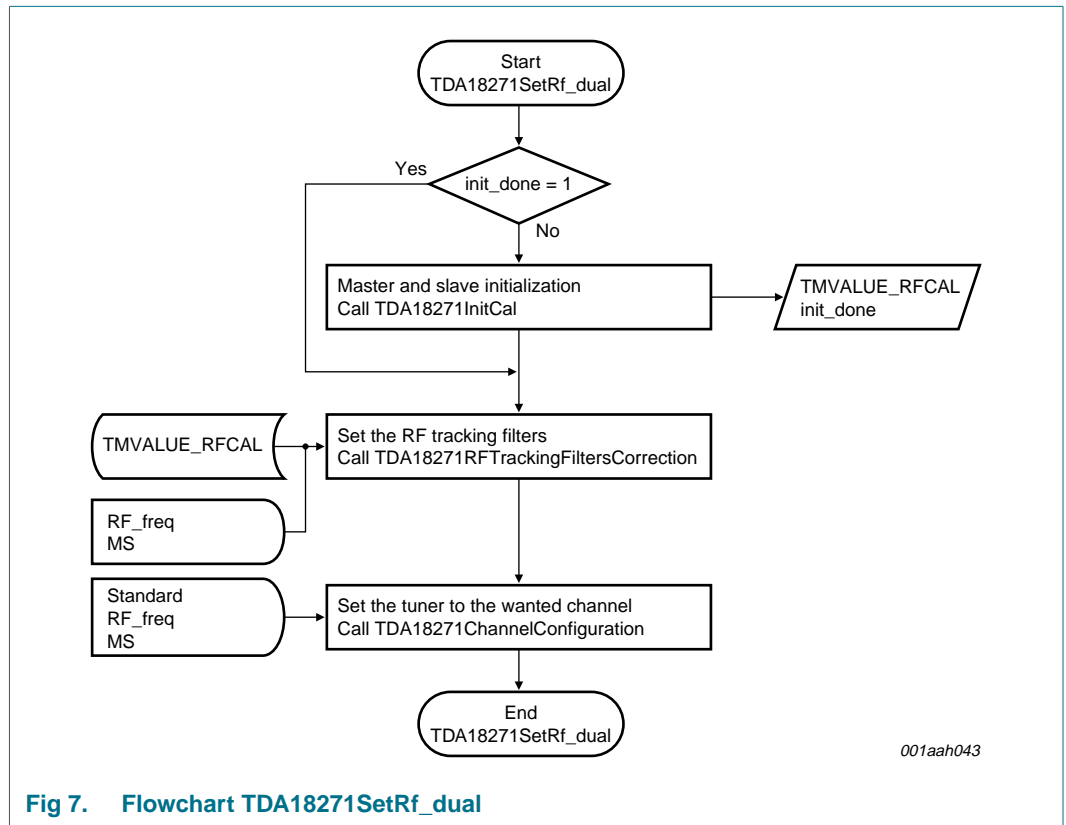 Start
TDA18271SetRf_dual
Yes
init_done = 1
No
Master and slave initialization
Call TDA18271InitCal
TMVALUE_RFCAL
init_done
TMVALUE_RFCAL
Set the RF tracking filters
Call TDA18271RFTrackingFiltersCorrection
RF_freq
MS
Standard
RF_freq
MS
Set the tuner to the wanted channel
Call TDA18271ChannelConfiguration
End
TDA18271SetRf_dual
001aah043
Fig 7. Flowchart TDA18271SetRf_dual